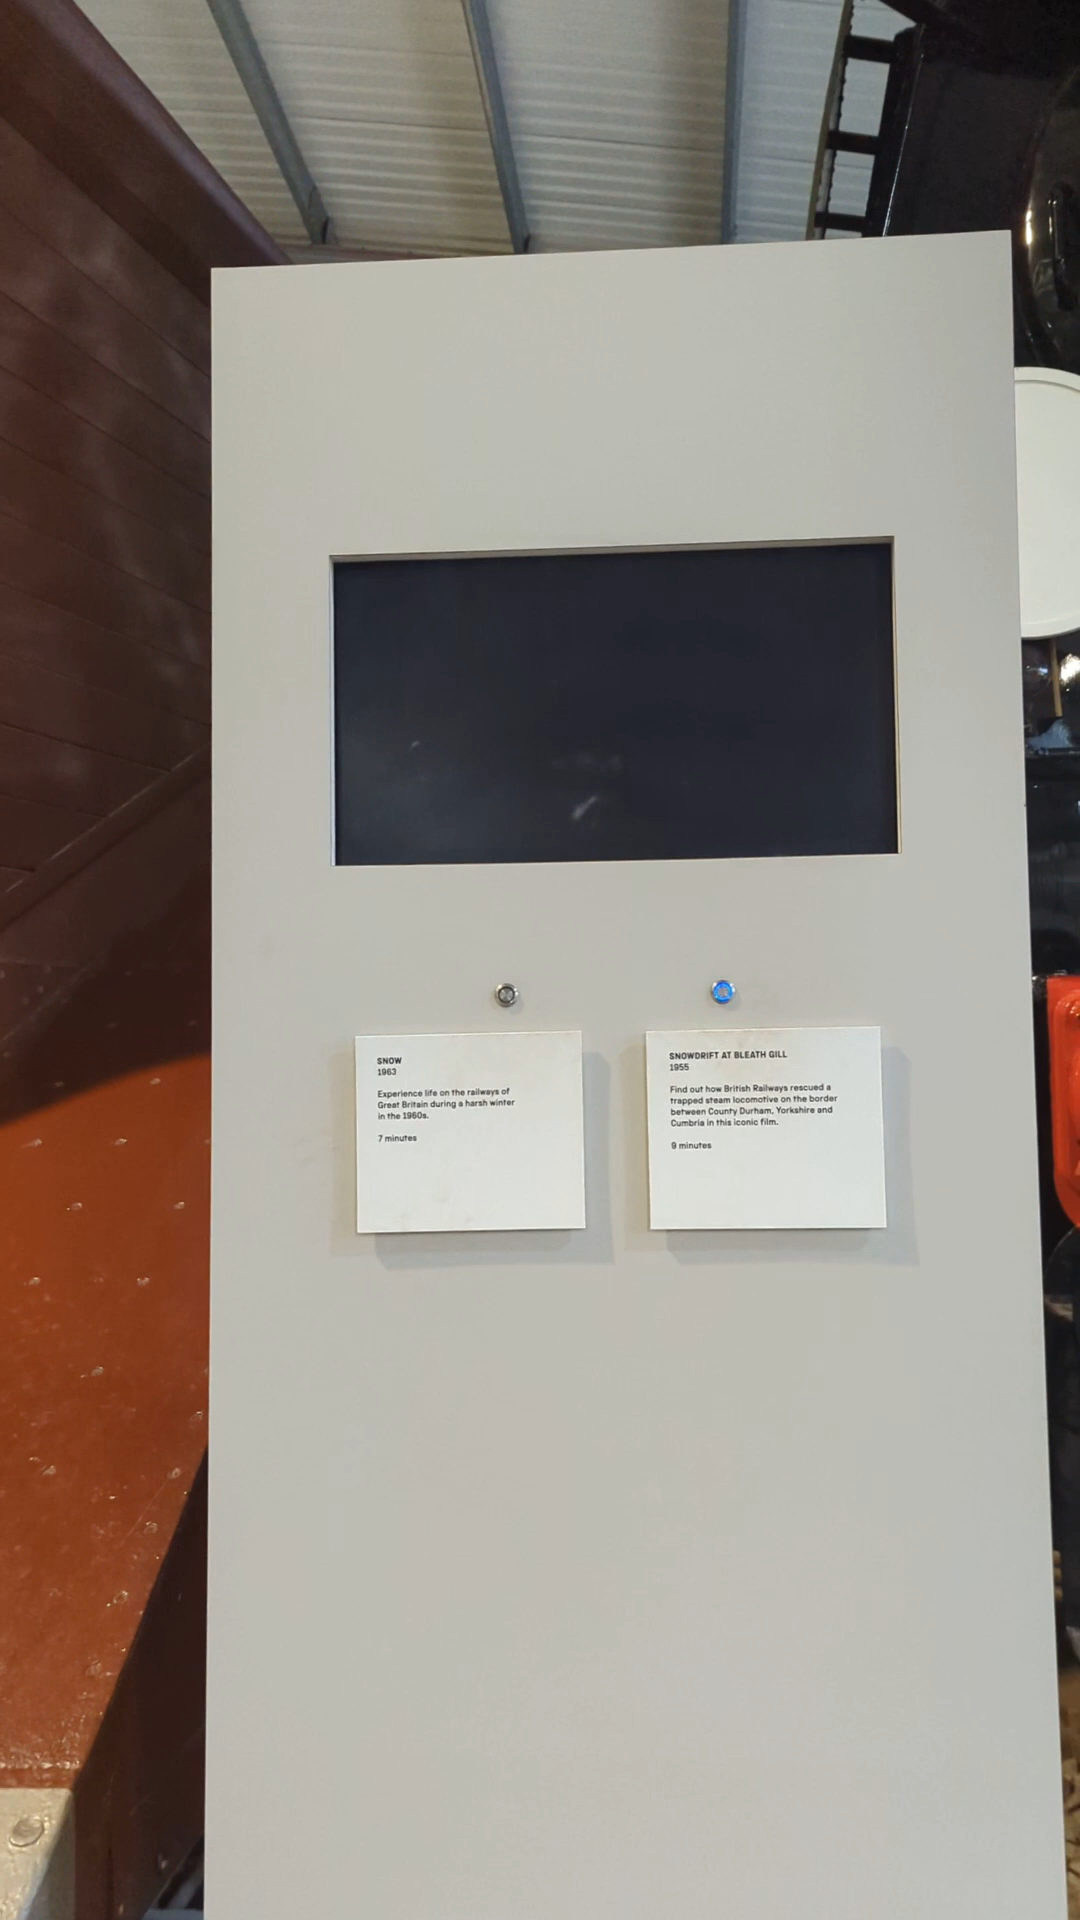 SNOW
1963
Experience life on the railways of
Great Britain during a harsh winter
in the 1960s.
7 minutes
SNOWDRIFT AT BLEATH GILL
1955
Find out how British Railways rescued a
trapped steam locomotive on the border
between County Durham, Yorkshire and
Cumbria in this iconic film.
9 minutes